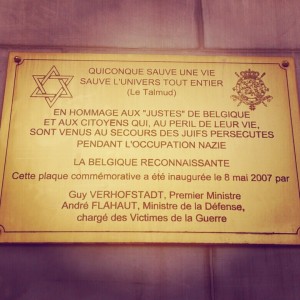 QUICONQUE SAUVE UNE VIE
SAUVE L'UNIVERS TOUT ENTIER
(Le Talmud)
EN HOMMAGE AUX "JUSTES" DE BELGIQUE
ET AUX CITOYENS QUI, AU PERIL DE LEUR VIE,
SONT VENUS AU SECOURS DES JUIFS PERSECUTES
PENDANT L'OCCUPATION NAZIE
LA BELGIQUE RECONNAISSANTE
Cette plaque commémorative a été inaugurée le 8 mai 2007 par
Guy VERHOFSTADT, Premier Ministre
André FLAHAUT, Ministre de la Défense,
chargé des Victimes de la Guerre